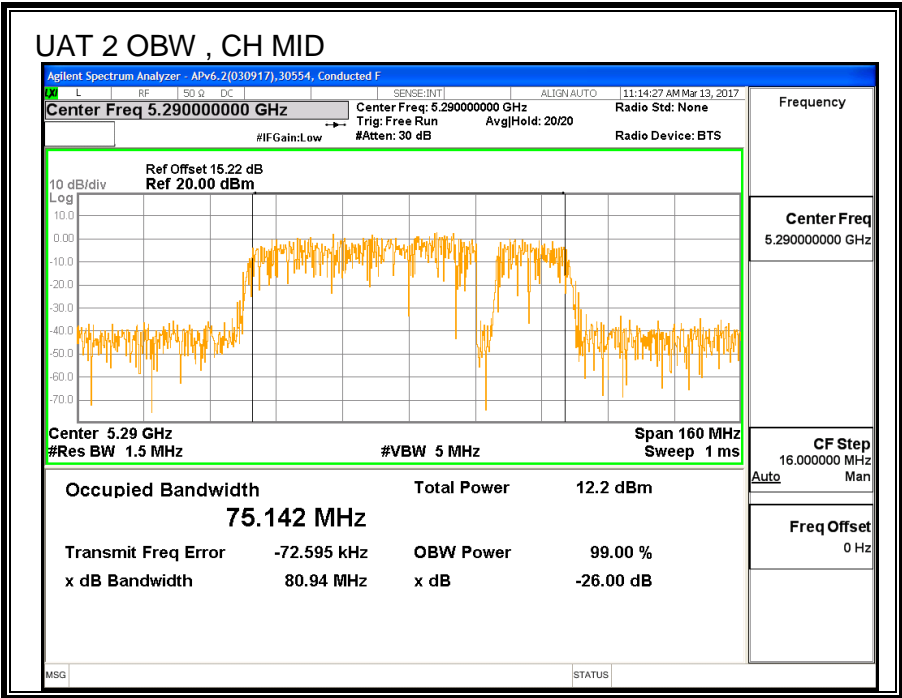 UAT 2 OBW , CH MID
Agilent Spectrum Analyzer - APv6.2(030917),30554, Conducted F
LXI L RF 50 Ω DC SENSE:INT ALIGN AUTO 11:14:27 AM Mar 13, 2017
Center Freq 5.290000000 GHz
Center Freq: 5.290000000 GHz Radio Std: None
Trig: Free Run Avg|Hold: 20/20
#IFGain:Low #Atten: 30 dB Radio Device: BTS
Ref Offset 15.22 dB
10 dB/div Ref 20.00 dBm
Log
10.0
0.00
-10.0
-20.0
-30.0
-40.0
-50.0
-60.0
-70.0
Center 5.29 GHz Span 160 MHz
#Res BW 1.5 MHz #VBW 5 MHz Sweep 1 ms
Occupied Bandwidth Total Power 12.2 dBm
75.142 MHz
Transmit Freq Error -72.595 kHz OBW Power 99.00 %
x dB Bandwidth 80.94 MHz x dB -26.00 dB
MSG STATUS
Frequency
Center Freq
5.290000000 GHz
CF Step
16.000000 MHz
Auto Man
Freq Offset
0 Hz